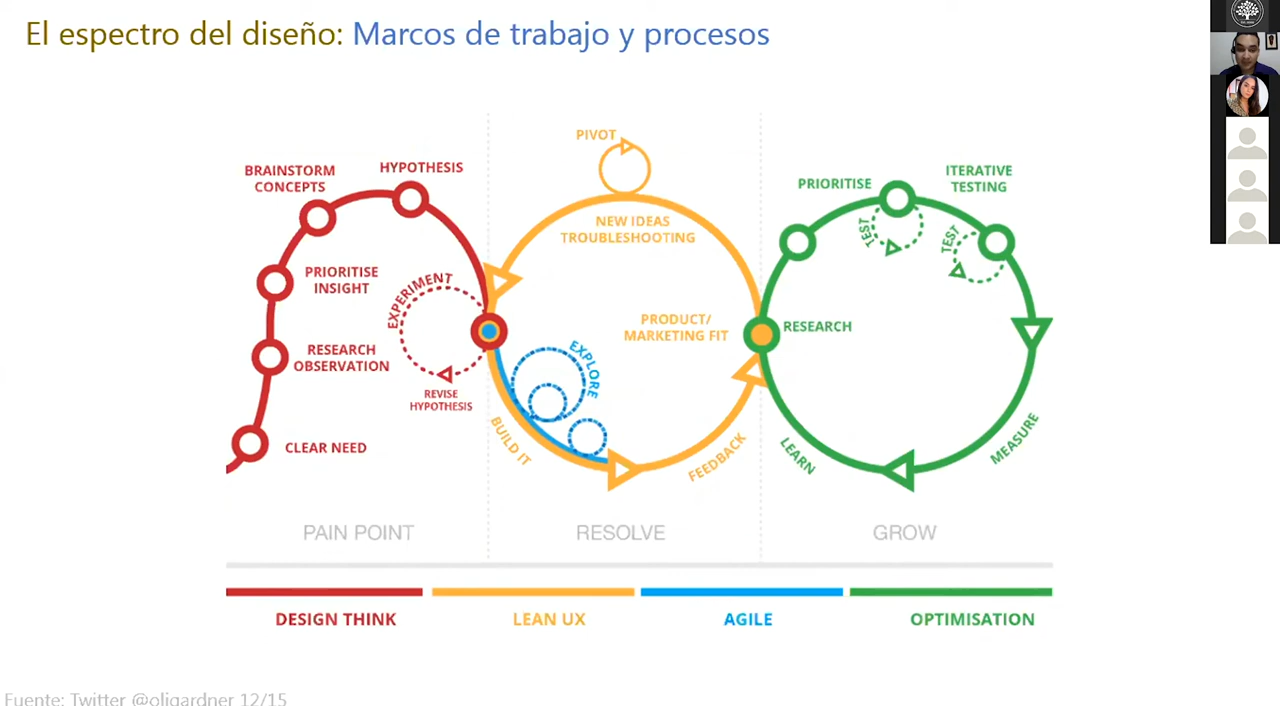 El espectro del diseño: Marcos de trabajo y procesos
BRAINSTORM
CONCEPTS
HYPOTHESIS
PRIORITISE
INSIGHT
RESEARCH
OBSERVATION
CLEAR NEED
EXPERIMENT
REVISE
HYPOTHESIS
PIVOT
NEW IDEAS
TROUBLESHOOTING
PRODUCT/
MARKETING FIT
EXPLORE
BUILD IT
FEEDBACK
PRIORITISE
ITERATIVE
TESTING
TEST
TEST
RESEARCH
LEARN
MEASURE
PAIN POINT
RESOLVE
GROW
DESIGN THINK
LEAN UX
AGILE
OPTIMISATION
Fuente: Twitter @oligardner 12/15